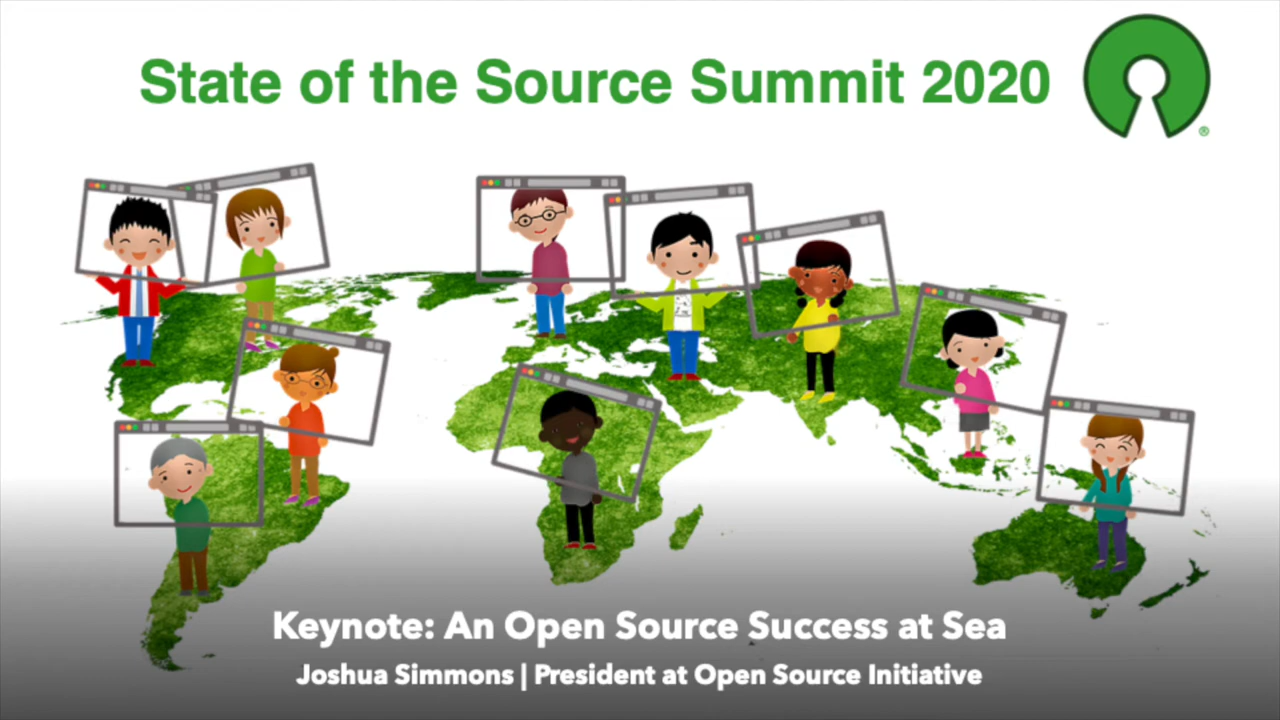 State of the Source Summit 2020
®
Keynote: An Open Source Success at Sea
Joshua Simmons | President at Open Source Initiative